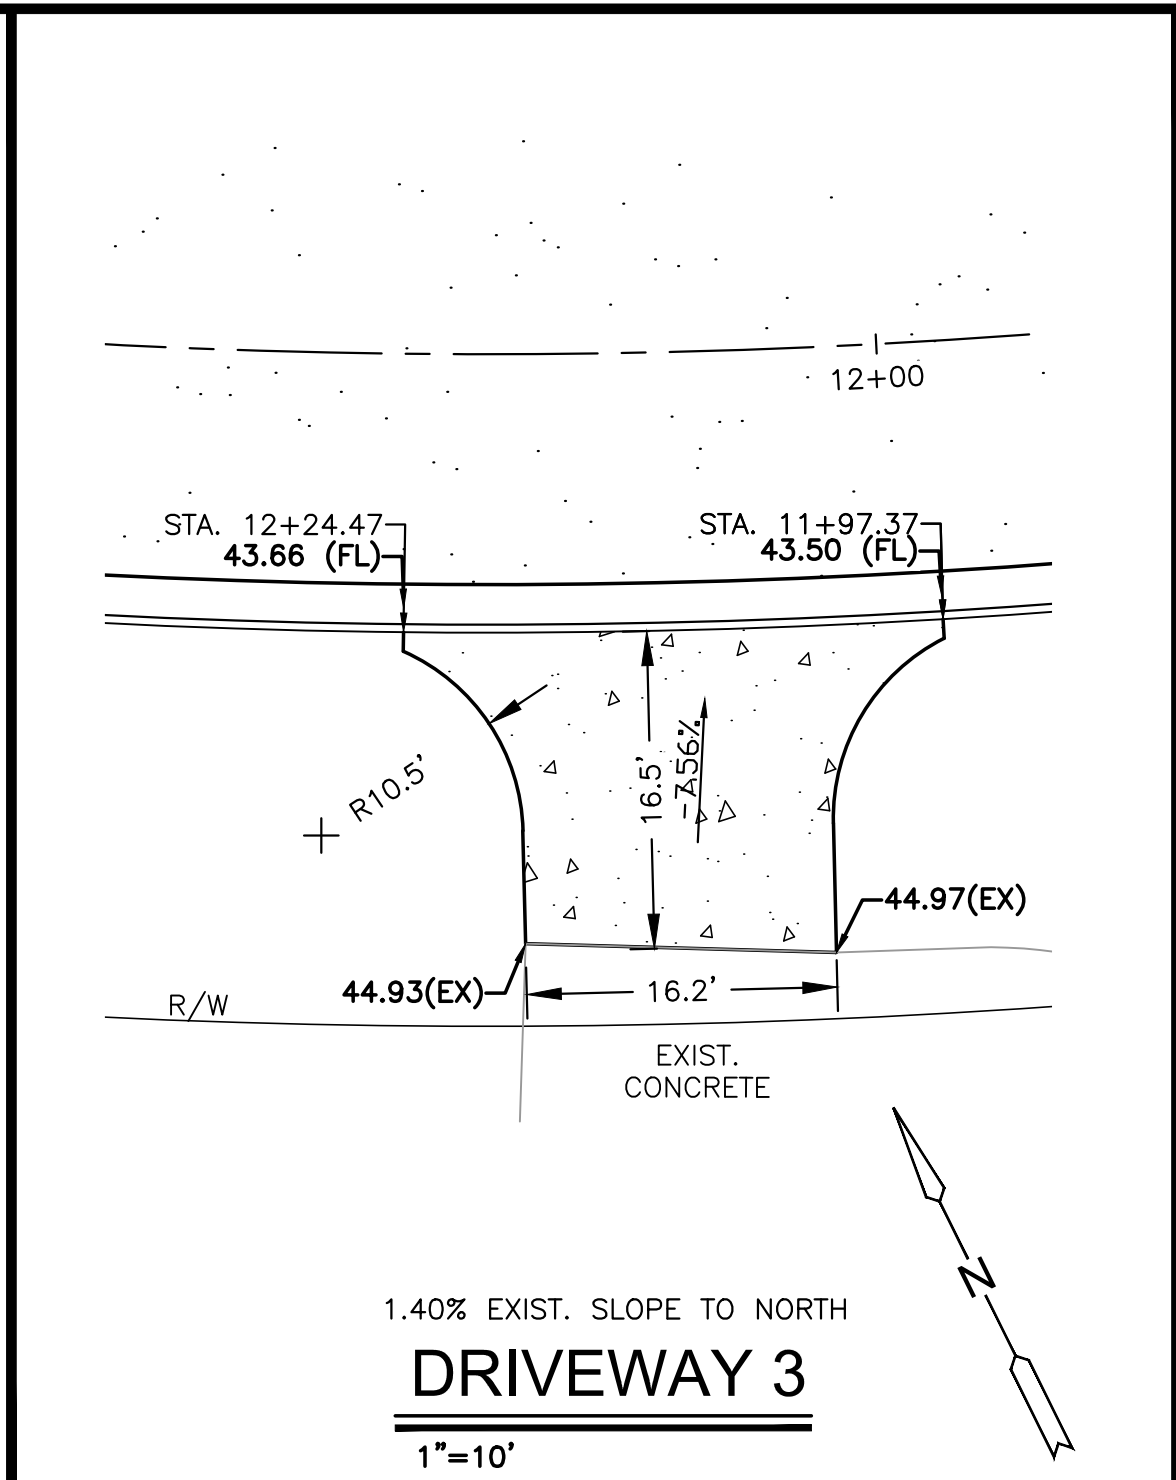 12+00
STA. 12+24.47
43.66 (FL)
STA. 11+97.37
43.50 (FL)
R10.5'
16.5'
-7.56%
44.97(EX)
44.93(EX)
16.2'
R/W
EXIST.
CONCRETE
N
1.40% EXIST. SLOPE TO NORTH
DRIVEWAY 3
1"=10'